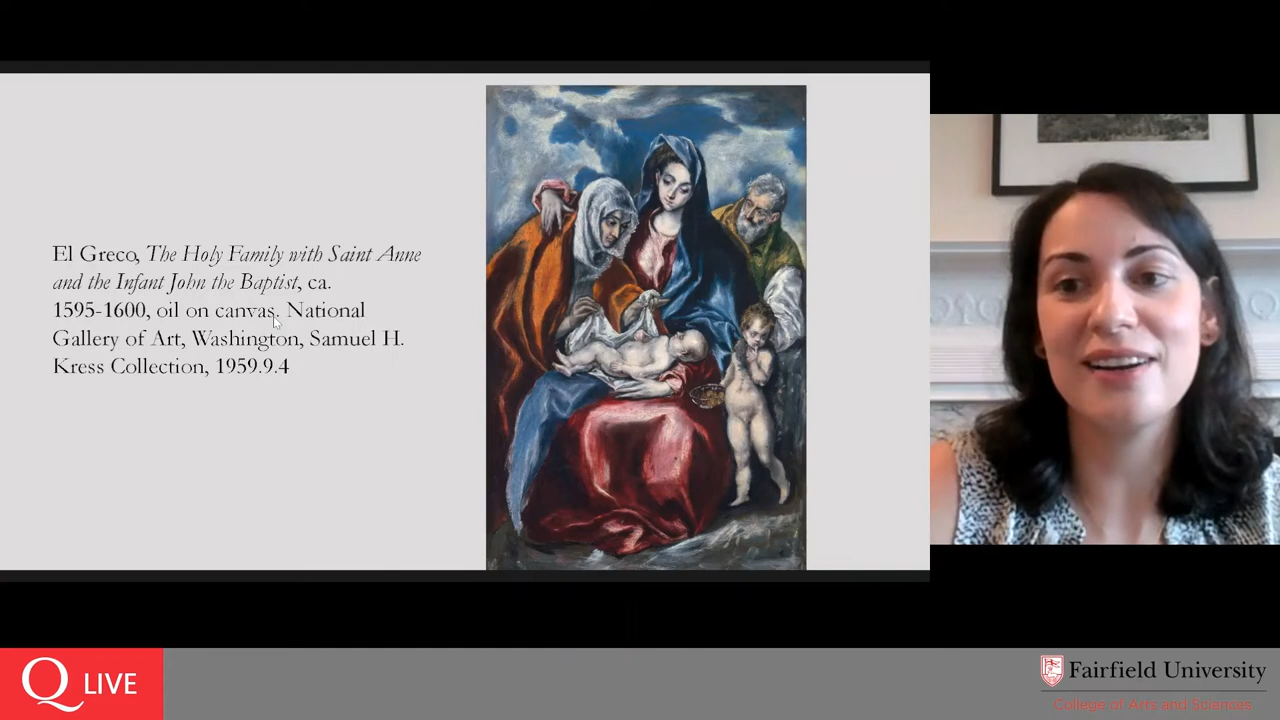 El Greco, The Holy Family with Saint Anne
and the Infant John the Baptist, ca.
1595-1600, oil on canvas. National
Gallery of Art, Washington, Samuel H.
Kress Collection, 1959.9.4
Q LIVE
Fairfield University
College of Arts and Sciences